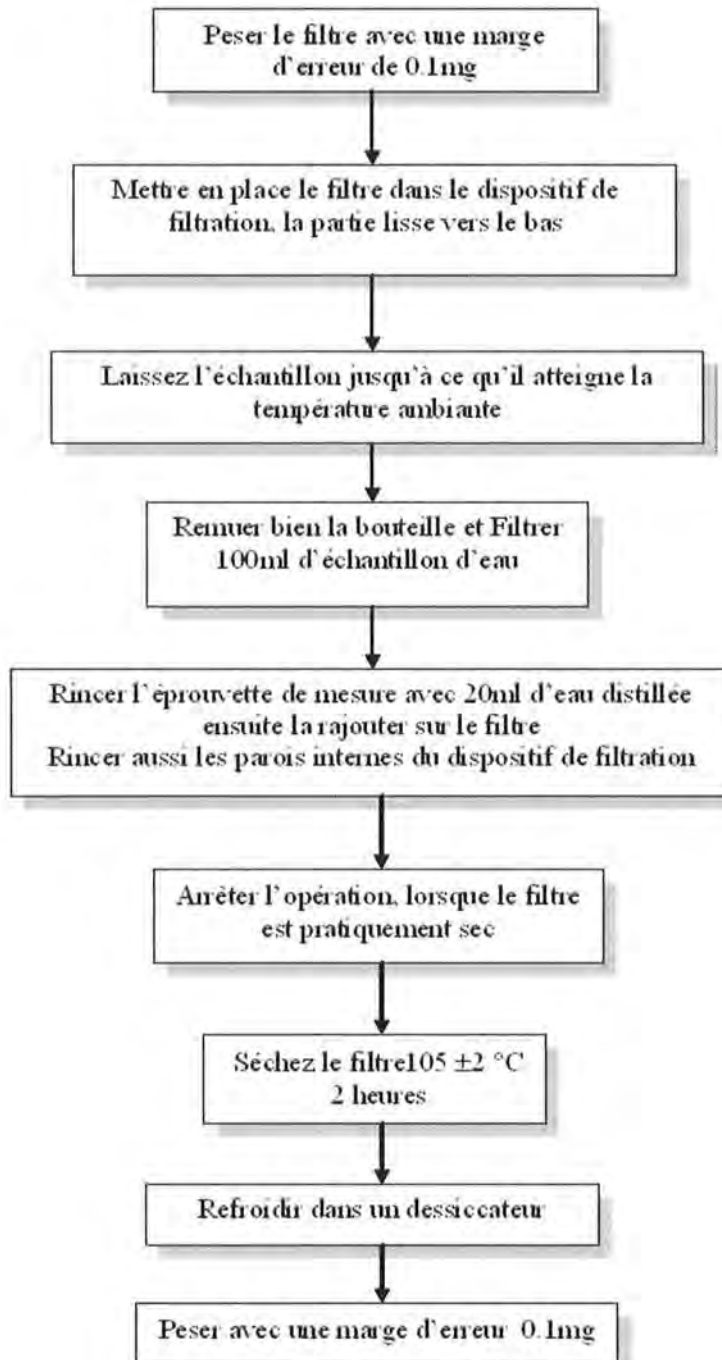 Peser le filtre avec une marge
d'erreur de 0.1mg
Mettre en place le filtre dans le dispositif de
filtration, la partie lisse vers le bas
Laissez l'échantillon jusqu'à ce qu'il atteigne la
température ambiante
Remuer bien la bouteille et Filtrer
100ml d'échantillon d'eau
Rincer l'éprouvette de mesure avec 20ml d'eau distillée
ensuite la rajouter sur le filtre
Rincer aussi les parois internes du dispositif de filtration
Arrêter l'opération, lorsque le filtre
est pratiquement sec
Séchez le filtre105 ±2 °C
2 heures
Refroidir dans un dessiccateur
Peser avec une marge d'erreur 0.1mg